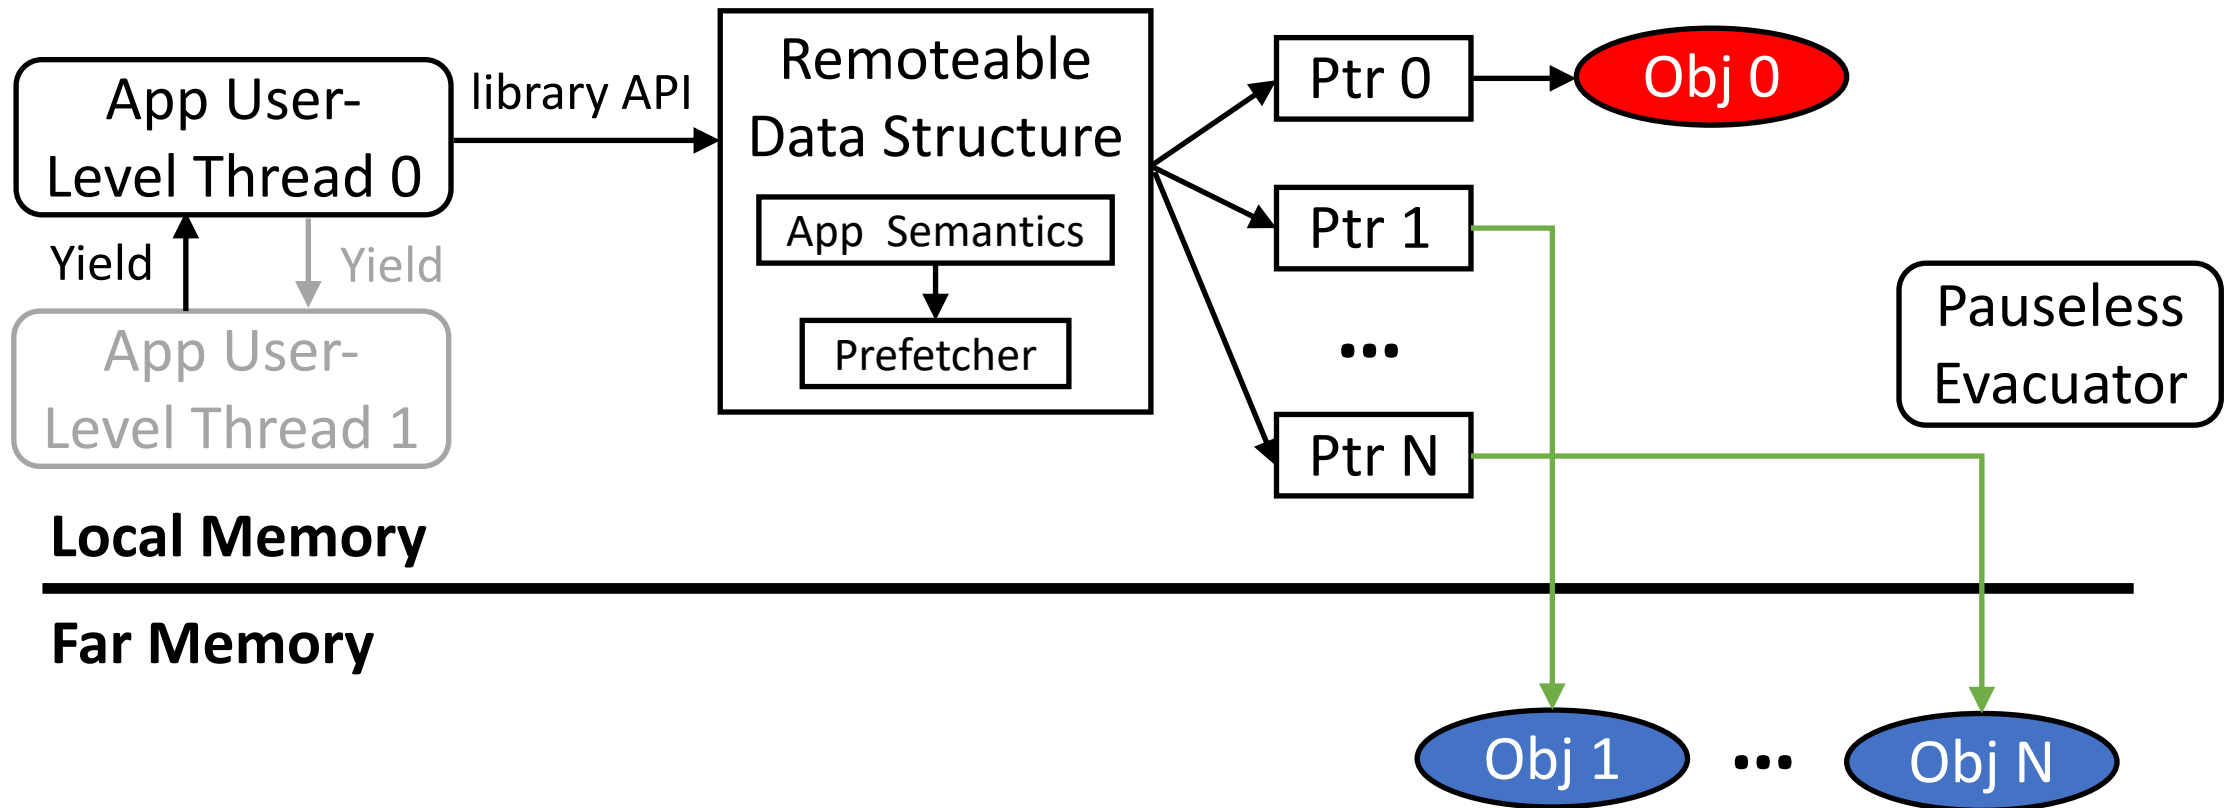 App User-
Level Thread 0
library API
Remoteable
Data Structure
App Semantics
Prefetcher
Ptr 0
Obj 0
Ptr 1
...
Ptr N
Pauseless
Evacuator
Yield
Yield
App User-
Level Thread 1
Local Memory
Far Memory
Obj 1
...
Obj N